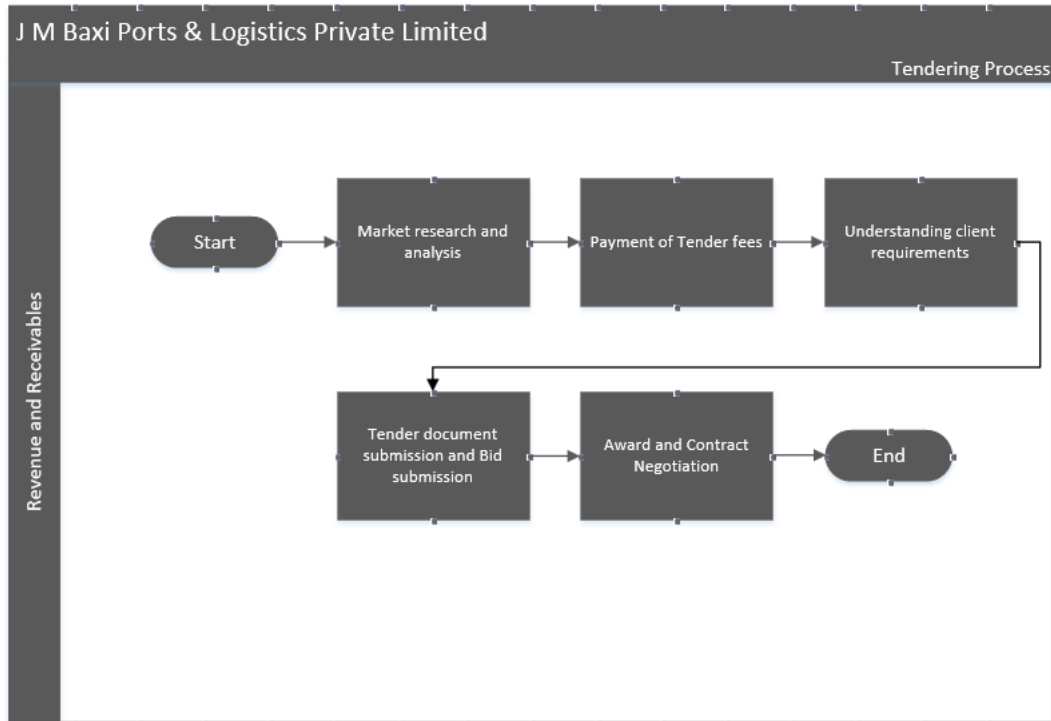 J M Baxi Ports & Logistics Private Limited
Tendering Process
Revenue and Receivables
Start
Market research and
analysis
Payment of Tender fees
Understanding client
requirements
Tender document
submission and Bid
submission
Award and Contract
Negotiation
End